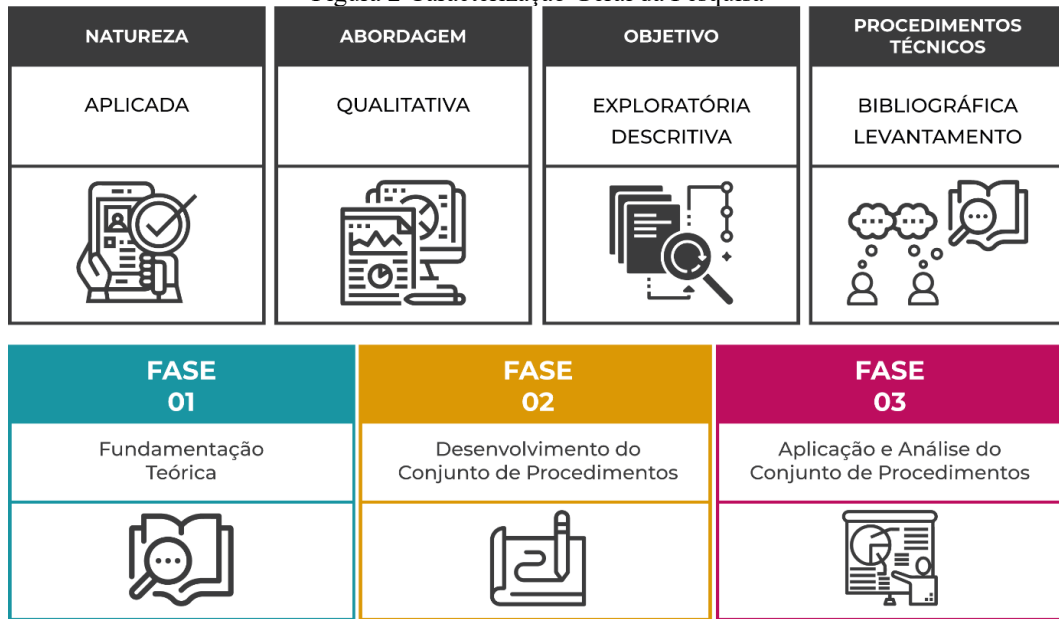 NATUREZA
APLICADA
ABORDAGEM
QUALITATIVA
OBJETIVO
EXPLORATÓRIA
DESCRITIVA
PROCEDIMENTOS
TÉCNICOS
BIBLIOGRÁFICA
LEVANTAMENTO
FASE
01
Fundamentação
Teórica
FASE
02
Desenvolvimento do
Conjunto de Procedimentos
FASE
03
Aplicação e Análise do
Conjunto de Procedimentos